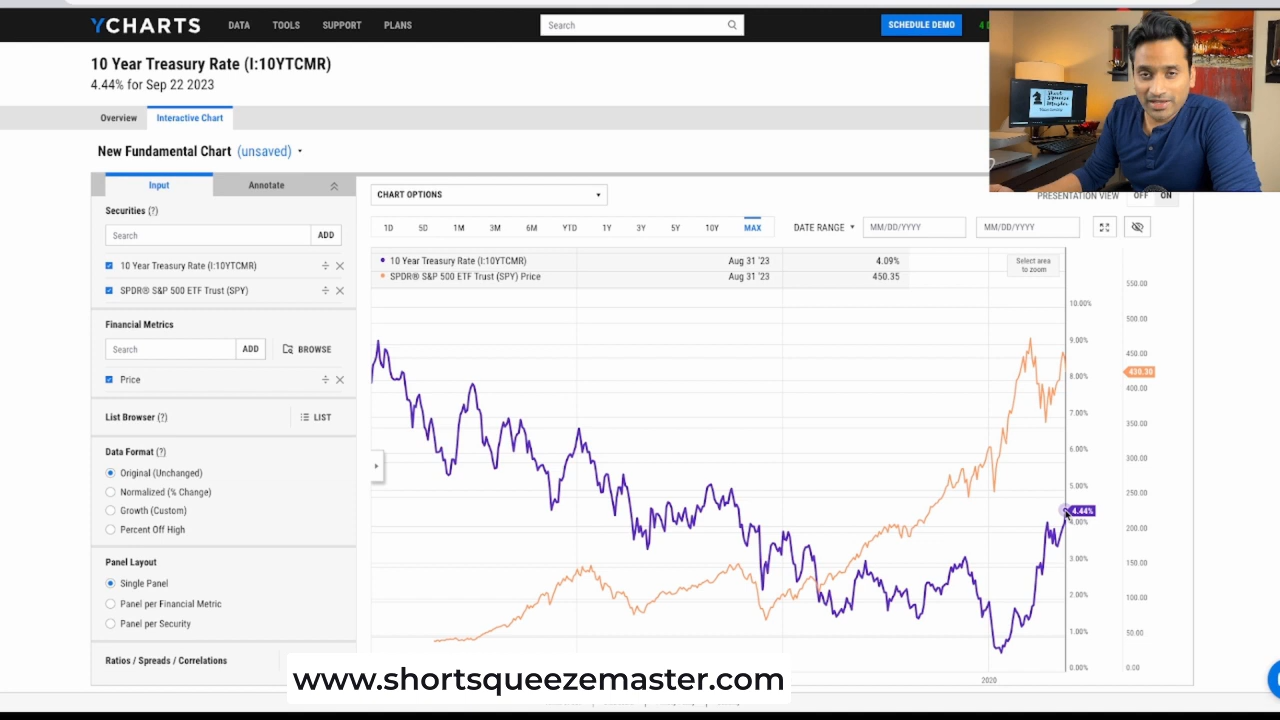 YCHARTS DATA TOOLS SUPPORT PLANS Search SCHEDULE DEMO
10 Year Treasury Rate (I:10YTCMR)
4.44% for Sep 22 2023
Overview Interactive Chart
New Fundamental Chart (unsaved)
Input Annotate
Securities (?)
Search ADD
10 Year Treasury Rate (I:10YTCMR)
SPDR® S&P 500 ETF Trust (SPY)
Financial Metrics
Search ADD BROWSE
Price
List Browser (?) LIST
Data Format (?)
Original (Unchanged)
Normalized (% Change)
Growth (Custom)
Percent Off High
Panel Layout
Single Panel
Panel per Financial Metric
Panel per Security
Ratios / Spreads / Correlations
CHART OPTIONS
PRESENTATION VIEW OFF ON
1D 5D 1M 3M 6M YTD 1Y 3Y 5Y 10Y MAX DATE RANGE MM/DD/YYYY MM/DD/YYYY
10 Year Treasury Rate (I:10YTCMR) Aug 31 '23 4.09%
SPDR® S&P 500 ETF Trust (SPY) Price Aug 31 '23 450.35
Select area
to zoom
10.00%
9.00%
8.00%
7.00%
6.00%
5.00%
4.44%
4.00%
3.00%
2.00%
1.00%
0.00%
550.00
500.00
450.00
430.30
400.00
350.00
300.00
250.00
200.00
150.00
100.00
50.00
0.00
2020
Short
Squeeze
Master
www.shortsqueezemaster.com